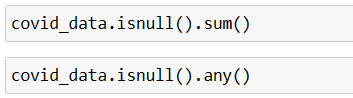 covid_data.isnull().sum()
covid_data.isnull().any()